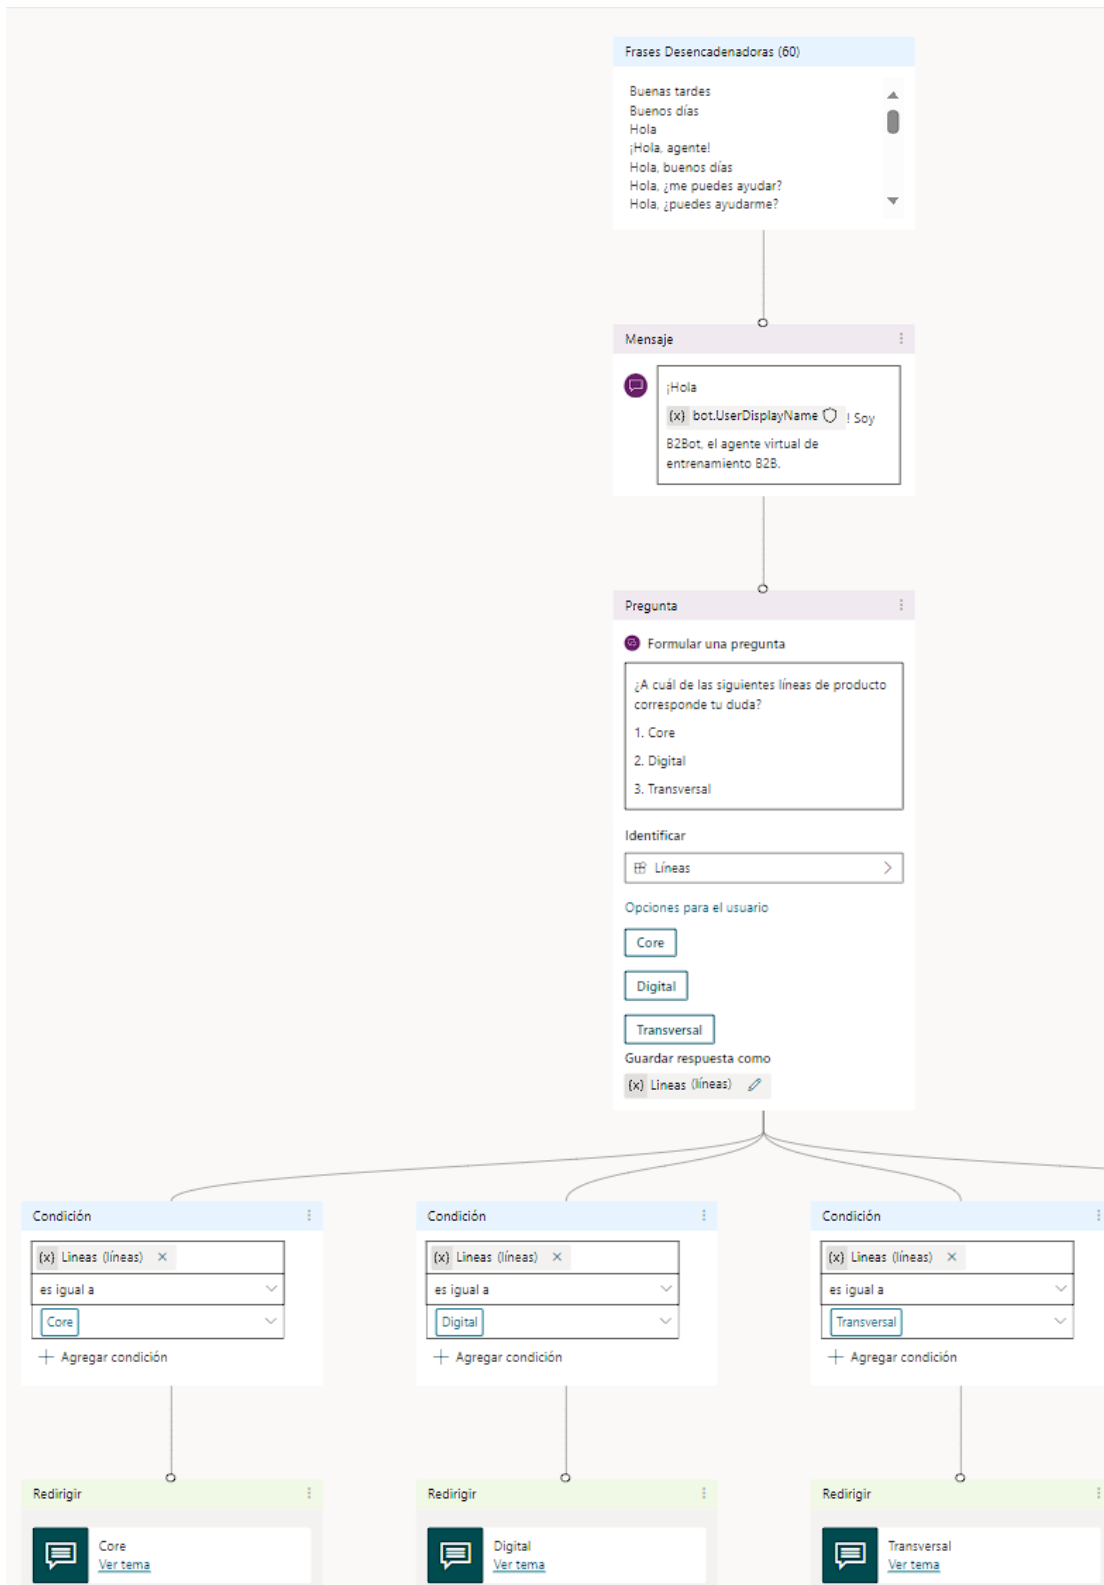 Frases Desencadenadoras (60)
Buenas tardes
Buenos días
Hola
¡Hola, agente!
Hola, buenos días
Hola, ¿me puedes ayudar?
Hola, ¿puedes ayudarme?
Mensaje
¡Hola
{x} bot.UserDisplayName ! Soy
B2Bot, el agente virtual de
entrenamiento B2B.
Pregunta
Formular una pregunta
¿A cuál de las siguientes líneas de producto
corresponde tu duda?
1. Core
2. Digital
3. Transversal
Identificar
Líneas
Opciones para el usuario
Core
Digital
Transversal
Guardar respuesta como
{x} Lineas (líneas)
Condición
{x} Lineas (líneas)
es igual a
Core
Agregar condición
Condición
{x} Lineas (líneas)
es igual a
Digital
Agregar condición
Condición
{x} Lineas (líneas)
es igual a
Transversal
Agregar condición
Redirigir
Core
Ver tema
Redirigir
Digital
Ver tema
Redirigir
Transversal
Ver tema